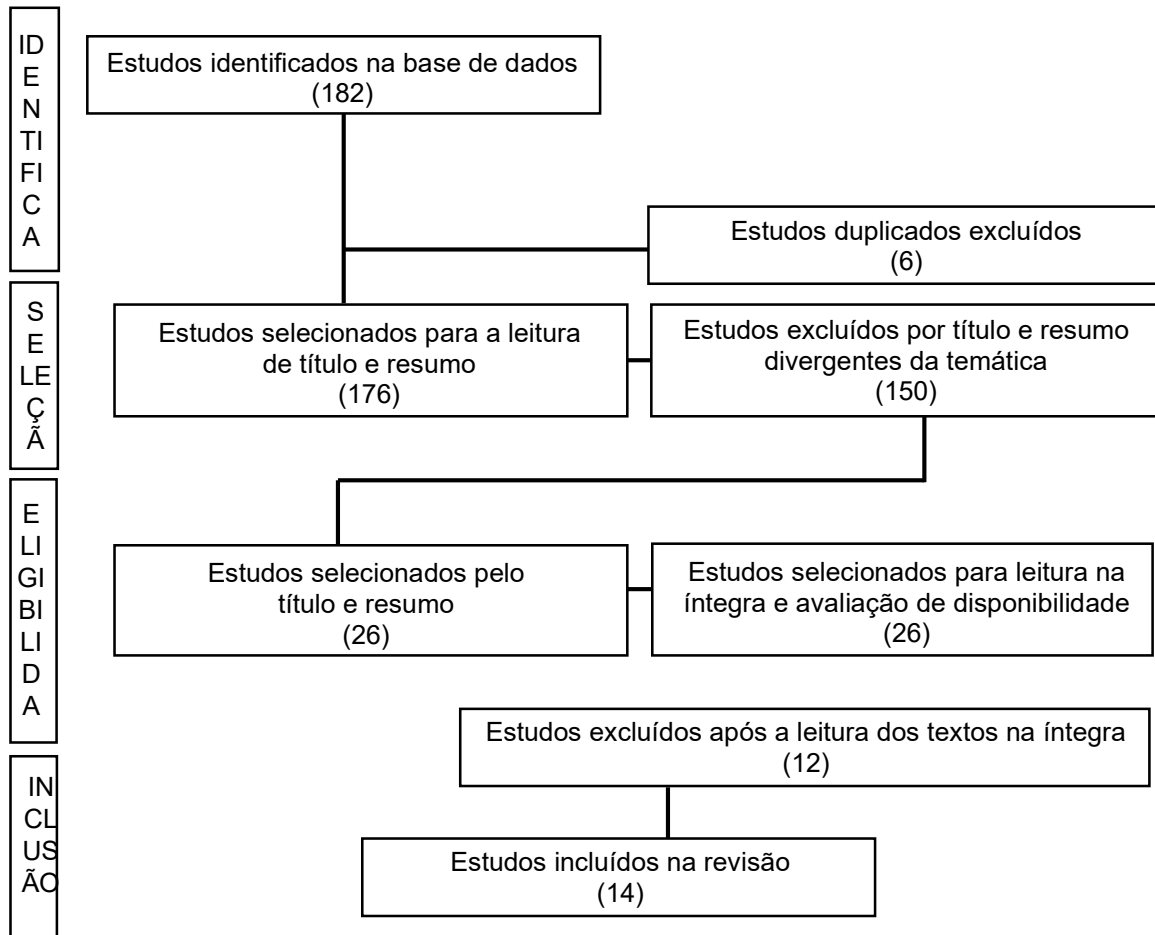 ID
E
N
TI
FI
C
A
Estudos identificados na base de dados
(182)
Estudos duplicados excluídos
(6)
S
E
LE
Ç
Ã
Estudos selecionados para a leitura
de título e resumo
(176)
Estudos excluídos por título e resumo
divergentes da temática
(150)
E
LI
GI
BI
LI
D
A
Estudos selecionados pelo
título e resumo
(26)
Estudos selecionados para leitura na
íntegra e avaliação de disponibilidade
(26)
Estudos excluídos após a leitura dos textos na íntegra
(12)
IN
CL
US
ÃO
Estudos incluídos na revisão
(14)